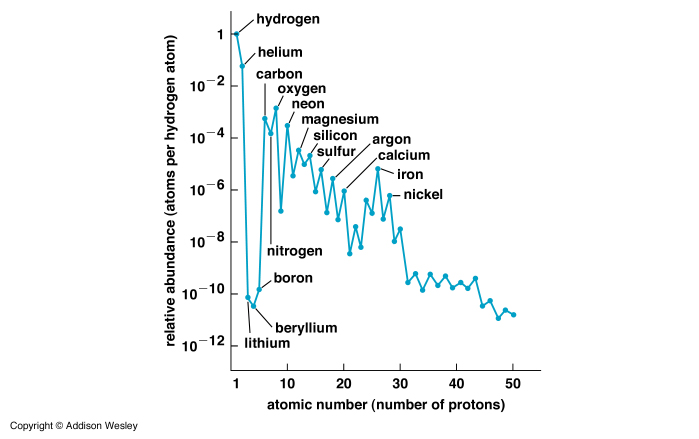 hydrogen
1
helium
carbon
10−2
oxygen
neon
magnesium
10−4
silicon
argon
sulfur
calcium
iron
10−6
nickel
10−8
nitrogen
boron
10−10
beryllium
lithium
10−12
relative abundance (atoms per hydrogen atom)
1 10 20 30 40 50
atomic number (number of protons)
Copyright © Addison Wesley